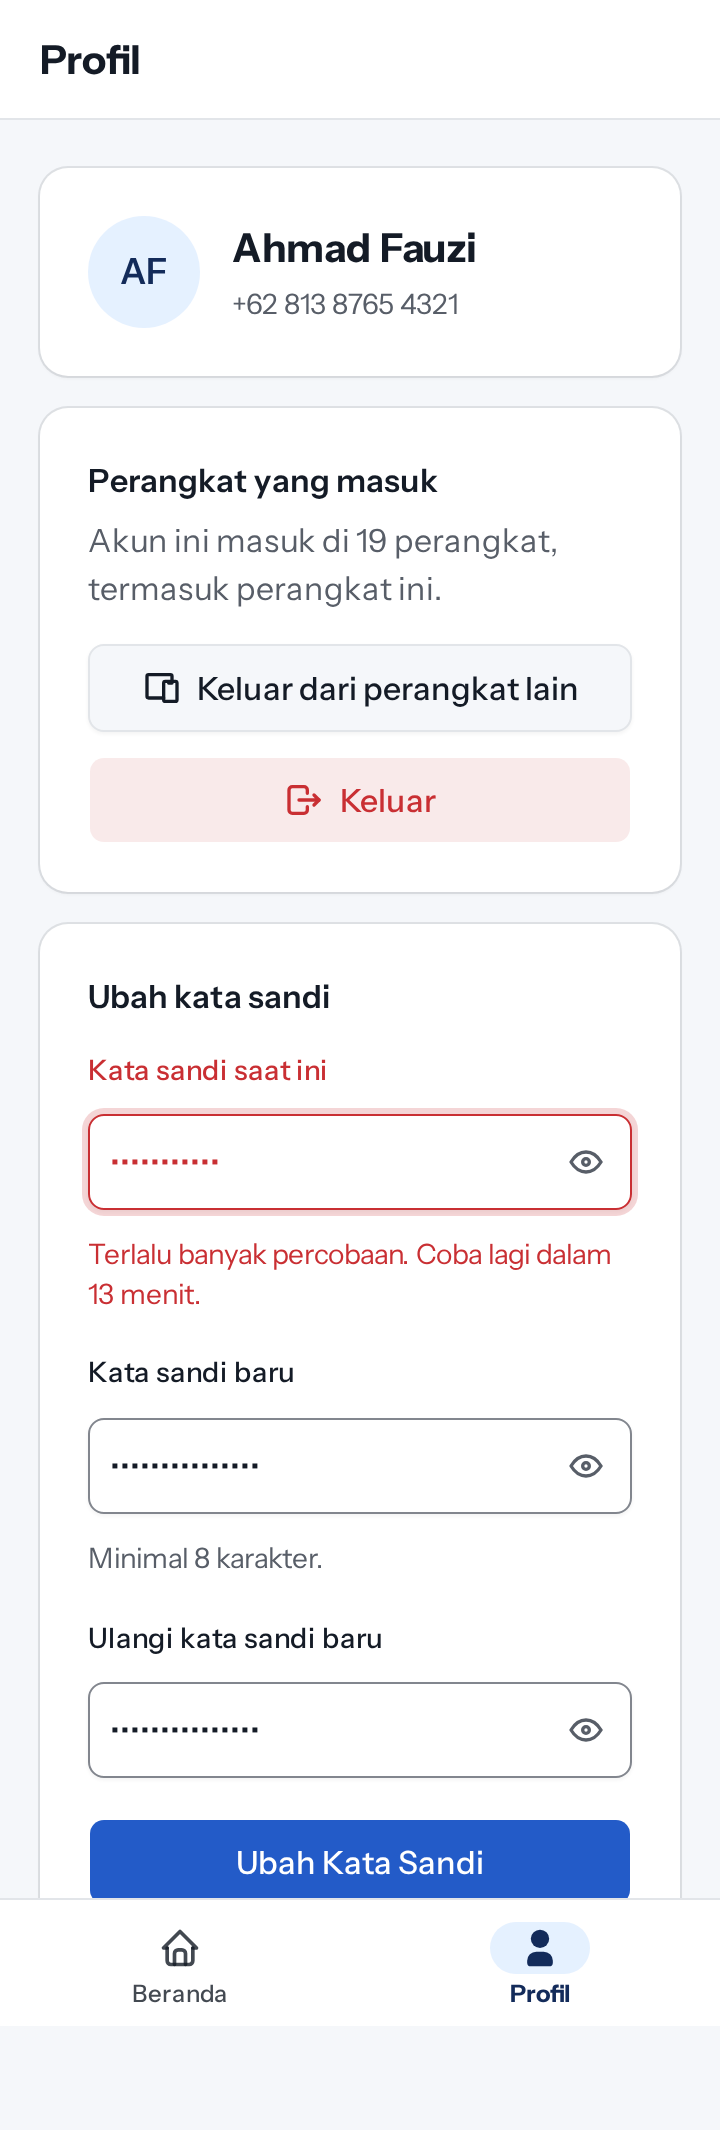 Profil
AF
Ahmad Fauzi
+62 813 8765 4321
Perangkat yang masuk
Akun ini masuk di 19 perangkat,
termasuk perangkat ini.
Keluar dari perangkat lain
Keluar
Ubah kata sandi
Kata sandi saat ini
Terlalu banyak percobaan. Coba lagi dalam
13 menit.
Kata sandi baru
Minimal 8 karakter.
Ulangi kata sandi baru
Ubah Kata Sandi
Beranda
Profil